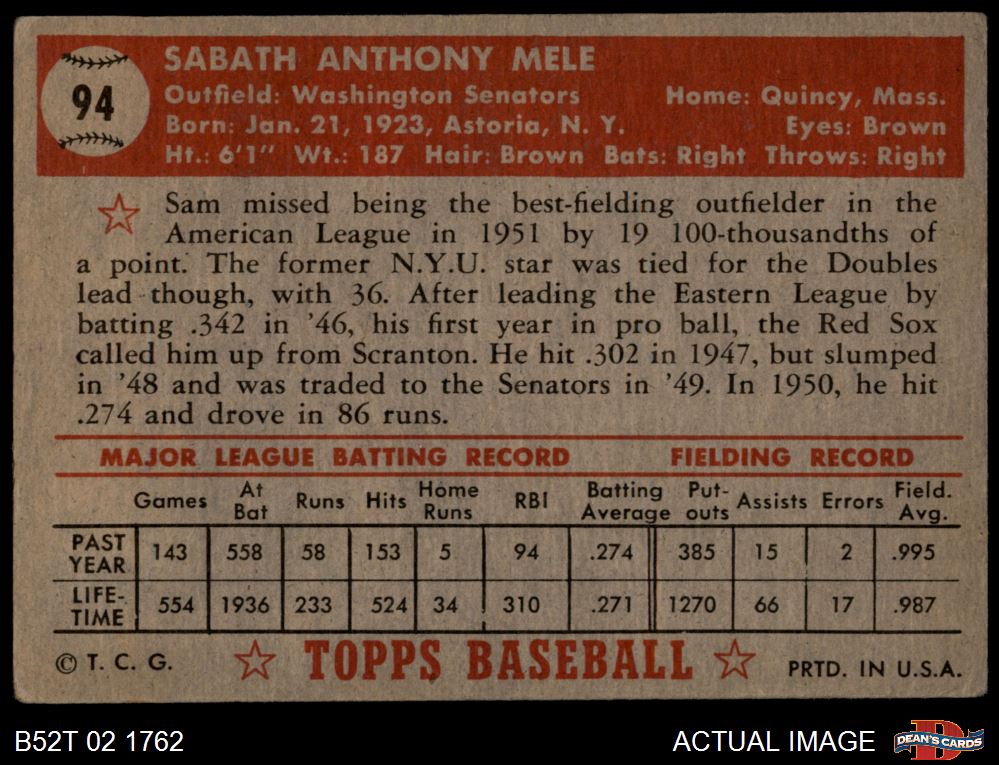 94
SABATH ANTHONY MELE
Outfield: Washington Senators Home: Quincy, Mass.
Born: Jan. 21, 1923, Astoria, N. Y. Eyes: Brown
Ht.: 6'1" Wt.: 187 Hair: Brown Bats: Right Throws: Right
Sam missed being the best-fielding outfielder in the
American League in 1951 by 19 100-thousandths of
a point. The former N.Y.U. star was tied for the Doubles
lead though, with 36. After leading the Eastern League by
batting .342 in '46, his first year in pro ball, the Red Sox
called him up from Scranton. He hit .302 in 1947, but slumped
in '48 and was traded to the Senators in '49. In 1950, he hit
.274 and drove in 86 runs.
MAJOR LEAGUE BATTING RECORD FIELDING RECORD
Games At Bat Runs Hits Home Runs RBI Batting Average Put-outs Assists Errors Field. Avg.
PAST YEAR 143 558 58 153 5 94 .274 385 15 2 .995
LIFE-TIME 554 1936 233 524 34 310 .271 1270 66 17 .987
© T. C. G. TOPPS BASEBALL PRTD. IN U.S.A.
B52T 02 1762 ACTUAL IMAGE DEAN'S CARDS